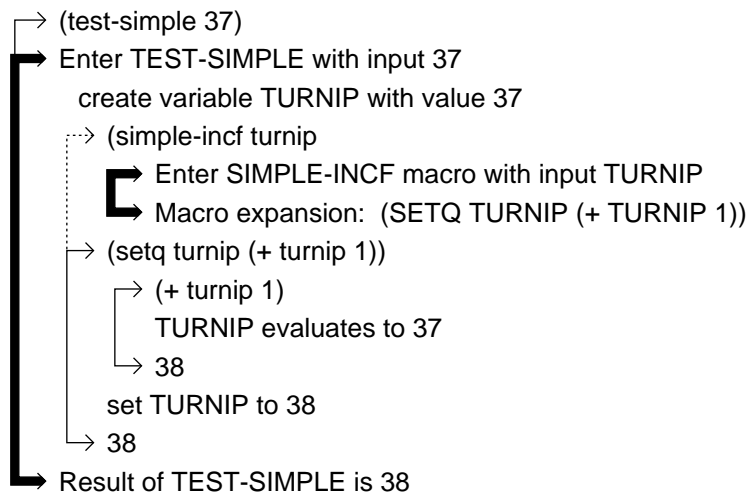 (test-simple 37)
Enter TEST-SIMPLE with input 37
create variable TURNIP with value 37
(simple-incf turnip
Enter SIMPLE-INCF macro with input TURNIP
Macro expansion: (SETQ TURNIP (+ TURNIP 1))
(setq turnip (+ turnip 1))
(+ turnip 1)
TURNIP evaluates to 37
38
set TURNIP to 38
38
Result of TEST-SIMPLE is 38